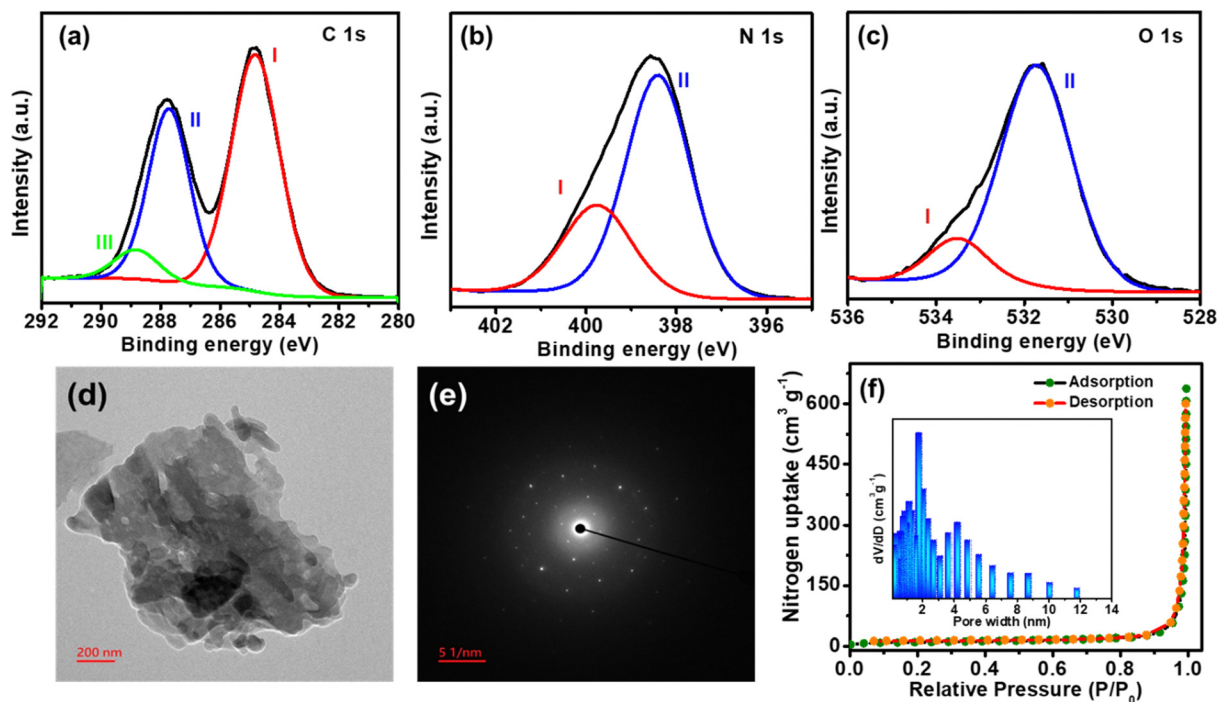 (a)
C 1s
I
II
III
Intensity (a.u.)
292 290 288 286 284 282 280
Binding energy (eV)
(b)
N 1s
I
II
Intensity (a.u.)
402 400 398 396
Binding energy (eV)
(c)
O 1s
I
II
Intensity (a.u.)
536 534 532 530 528
Binding energy (eV)
(d)
200 nm
(e)
5 1/nm
(f)
Adsorption
Desorption
Nitrogen uptake (cm³ g⁻¹)
600
450
300
150
0
0.0 0.2 0.4 0.6 0.8 1.0
Relative Pressure (P/P₀)
dV/dD (cm³g⁻¹)
2 4 6 8 10 12 14
Pore width (nm)